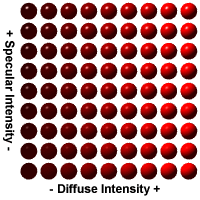 + Specular Intensity -
- Diffuse Intensity +